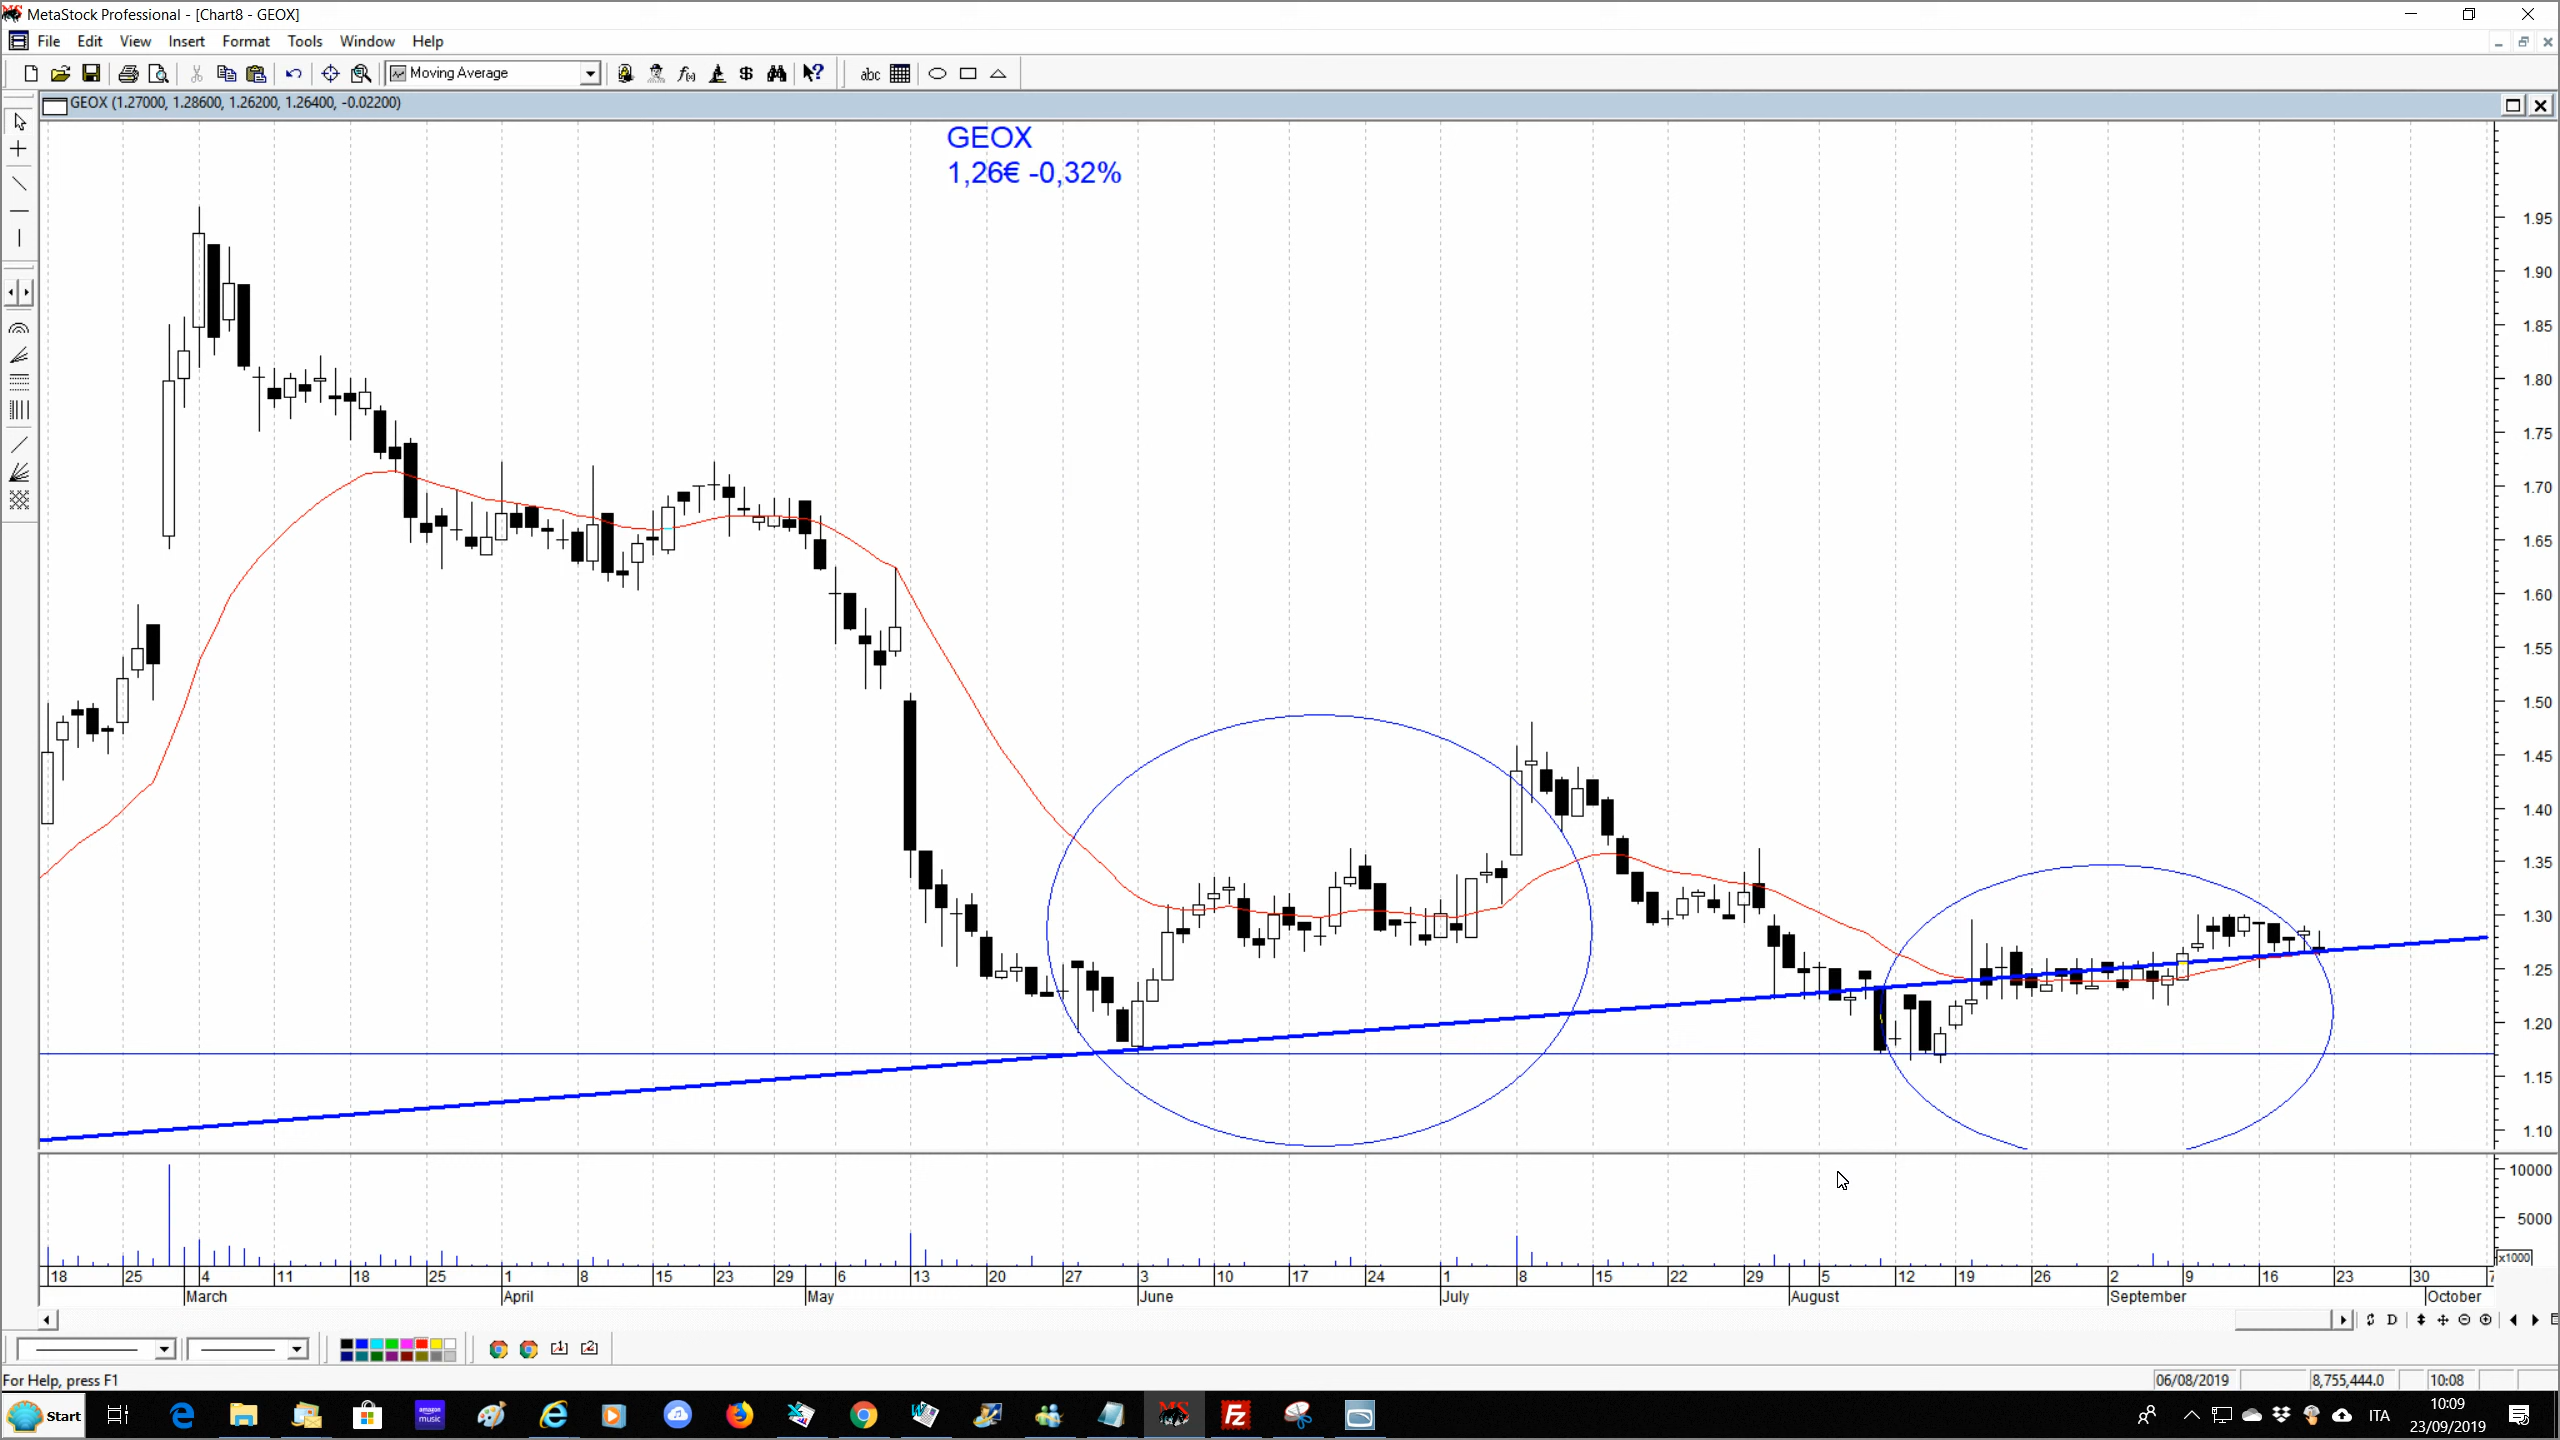 MetaStock Professional - [Chart8 - GEOX]
File Edit View Insert Format Tools Window Help
Moving Average
abc
GEOX (1.27000, 1.28600, 1.26200, 1.26400, -0.02200)
GEOX
1,26€ -0,32%
1.95
1.90
1.85
1.80
1.75
1.70
1.65
1.60
1.55
1.50
1.45
1.40
1.35
1.30
1.25
1.20
1.15
1.10
10000
5000
x1000
18 25 4 11 18 25 1 8 15 23 29 6 13 20 27 3 10 17 24 1 8 15 22 29 5 12 19 26 2 9 16 23 30 7
March April May June July August September October
D
For Help, press F1
06/08/2019 8,755,444.0 10:08
Start
amazon music
MS
Fz
ITA
10:09
23/09/2019